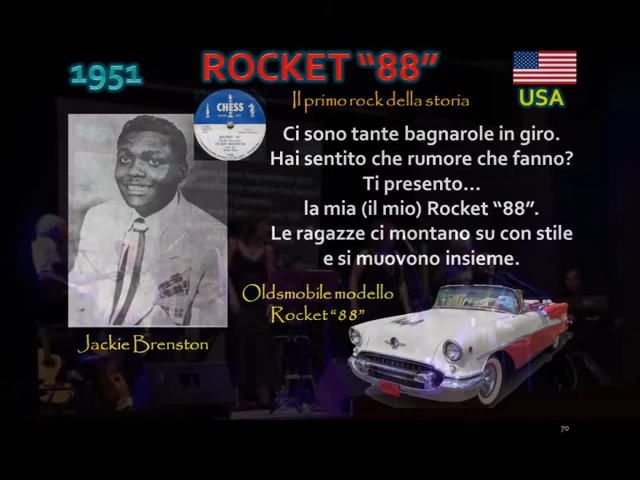 1951
ROCKET “88”
USA
Il primo rock della storia
CHESS
Ci sono tante bagnarole in giro.
Hai sentito che rumore che fanno?
Ti presento...
la mia (il mio) Rocket “88”.
Le ragazze ci montano su con stile
e si muovono insieme.
Oldsmobile modello
Rocket “88”
Jackie Brenston
70